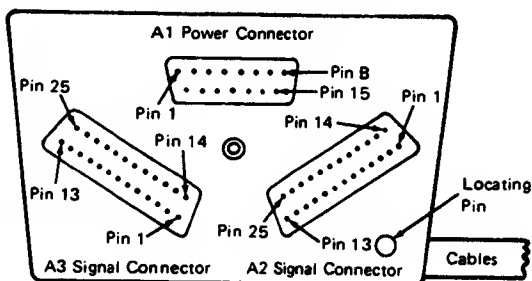 A1 Power Connector
Pin B
Pin 15
Pin 1
Pin 25
Pin 13
Pin 14
Pin 1
Pin 14
Pin 1
Pin 25
Pin 13
Locating
Pin
Cables
A3 Signal Connector
A2 Signal Connector